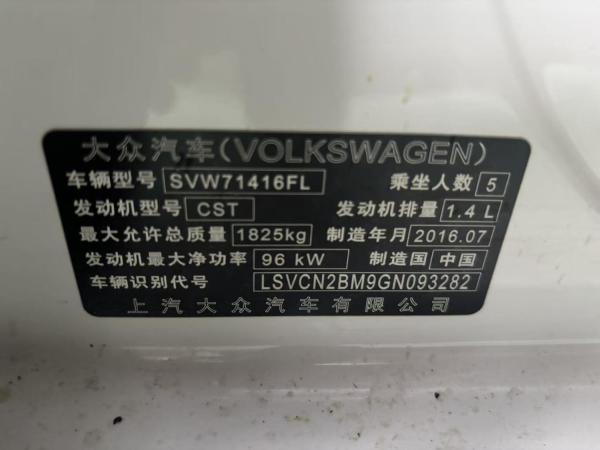 大众汽车(VOLKSWAGEN)
车辆型号 SVW71416FL 乘坐人数 5
发动机型号 CST 发动机排量 1.4 L
最大允许总质量 1825kg 制造年月 2016.07
发动机最大净功率 96 kW 制造国 中国
车辆识别代号 LSVCN2BM9GN093282
上汽大众汽车有限公司